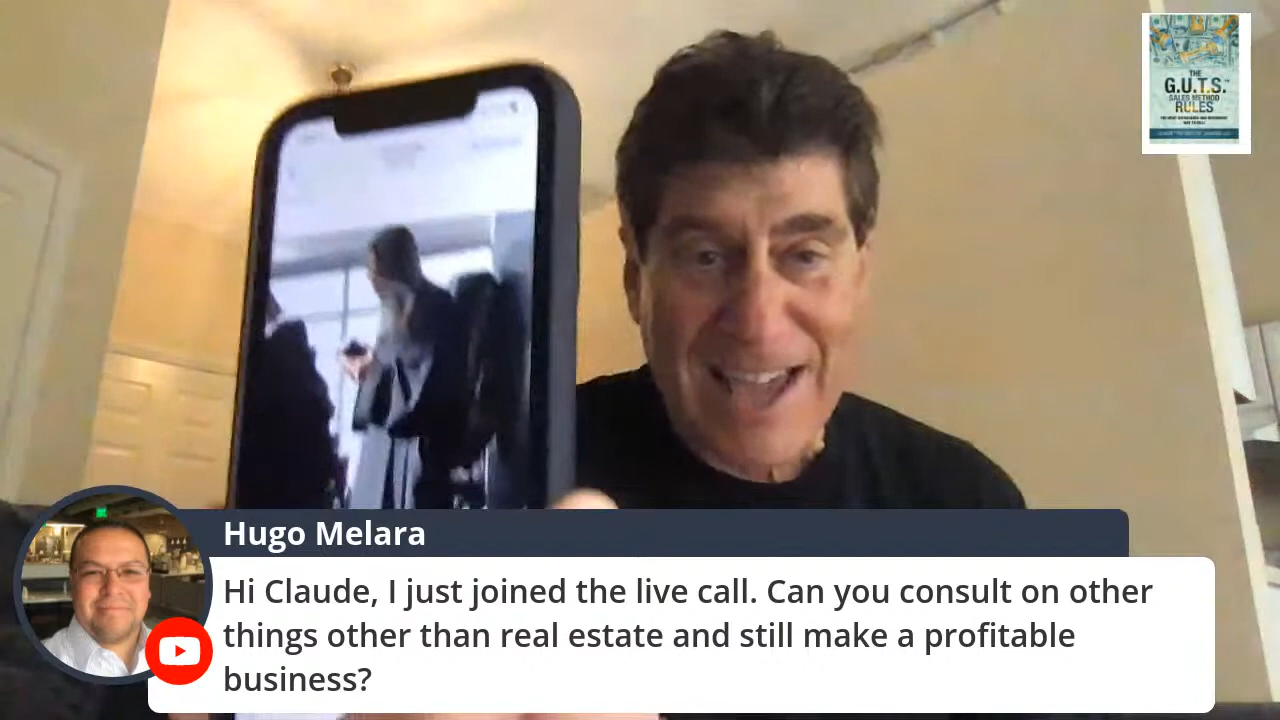 THE
G.U.T.S.
SALES METHOD
RULES
Hugo Melara
Hi Claude, I just joined the live call. Can you consult on other
things other than real estate and still make a profitable
business?